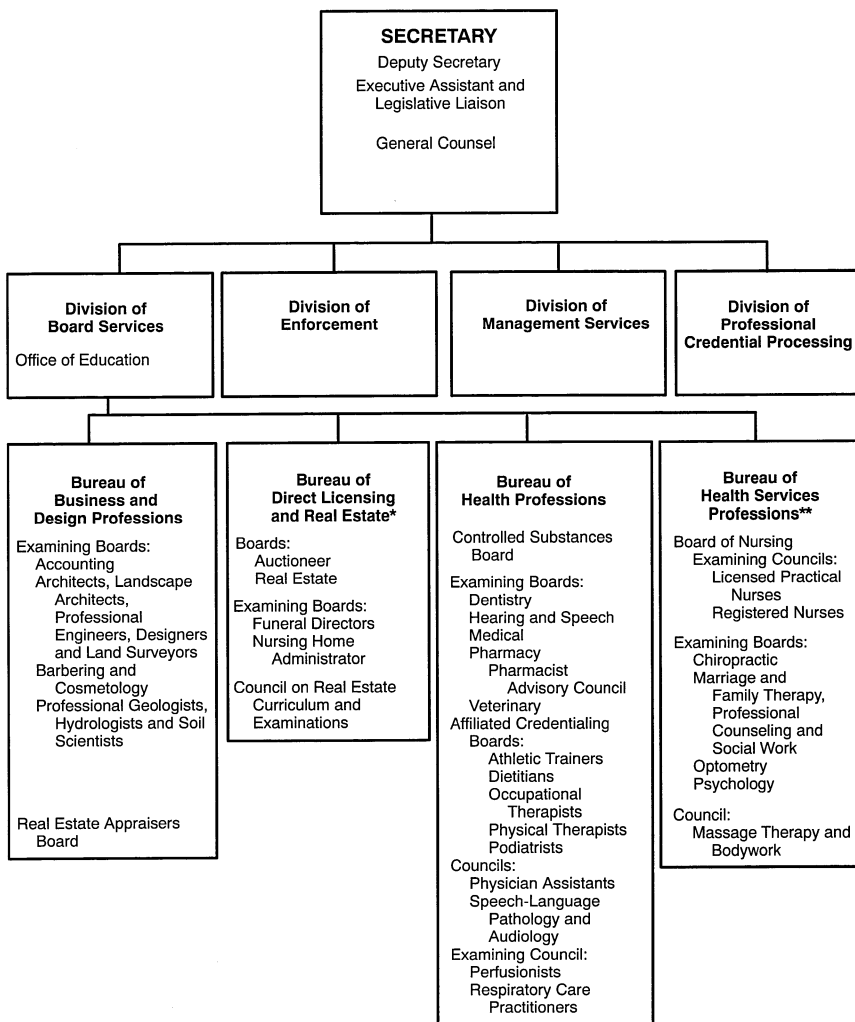 SECRETARY
Deputy Secretary
Executive Assistant and
Legislative Liaison
General Counsel
Division of
Board Services
Office of Education
Division of
Enforcement
Division of
Management Services
Division of
Professional
Credential Processing
Bureau of
Business and
Design Professions
Examining Boards:
Accounting
Architects, Landscape
Architects,
Professional
Engineers, Designers
and Land Surveyors
Barbering and
Cosmetology
Professional Geologists,
Hydrologists and Soil
Scientists
Real Estate Appraisers
Board
Bureau of
Direct Licensing
and Real Estate*
Boards:
Auctioneer
Real Estate
Examining Boards:
Funeral Directors
Nursing Home
Administrator
Council on Real Estate
Curriculum and
Examinations
Bureau of
Health Professions
Controlled Substances
Board
Examining Boards:
Dentistry
Hearing and Speech
Medical
Pharmacy
Pharmacist
Advisory Council
Veterinary
Affiliated Credentialing
Boards:
Athletic Trainers
Dietitians
Occupational
Therapists
Physical Therapists
Podiatrists
Councils:
Physician Assistants
Speech-Language
Pathology and
Audiology
Examining Council:
Perfusionists
Respiratory Care
Practitioners
Bureau of
Health Services
Professions**
Board of Nursing
Examining Councils:
Licensed Practical
Nurses
Registered Nurses
Examining Boards:
Chiropractic
Marriage and
Family Therapy,
Professional
Counseling and
Social Work
Optometry
Psychology
Council:
Massage Therapy and
Bodywork